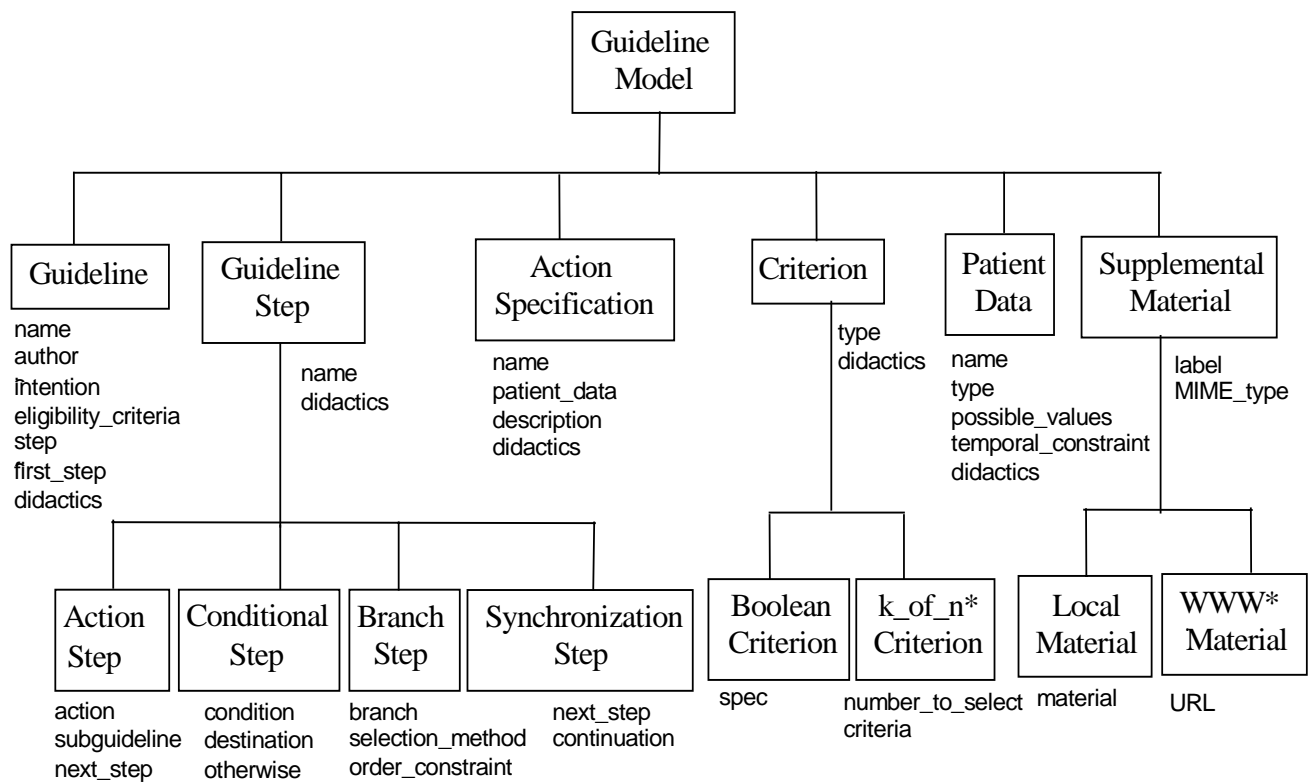 Guideline
Model
Guideline
name
author
intention
eligibility_criteria
step
first_step
didactics
Guideline
Step
name
didactics
Action
Specification
name
patient_data
description
didactics
Criterion
type
didactics
Patient
Data
name
type
possible_values
temporal_constraint
didactics
Supplemental
Material
label
MIME_type
Action
Step
action
subguideline
next_step
Conditional
Step
condition
destination
otherwise
Branch
Step
branch
selection_method
order_constraint
Synchronization
Step
next_step
continuation
Boolean
Criterion
spec
k_of_n*
Criterion
number_to_select
criteria
Local
Material
material
WWW*
Material
URL